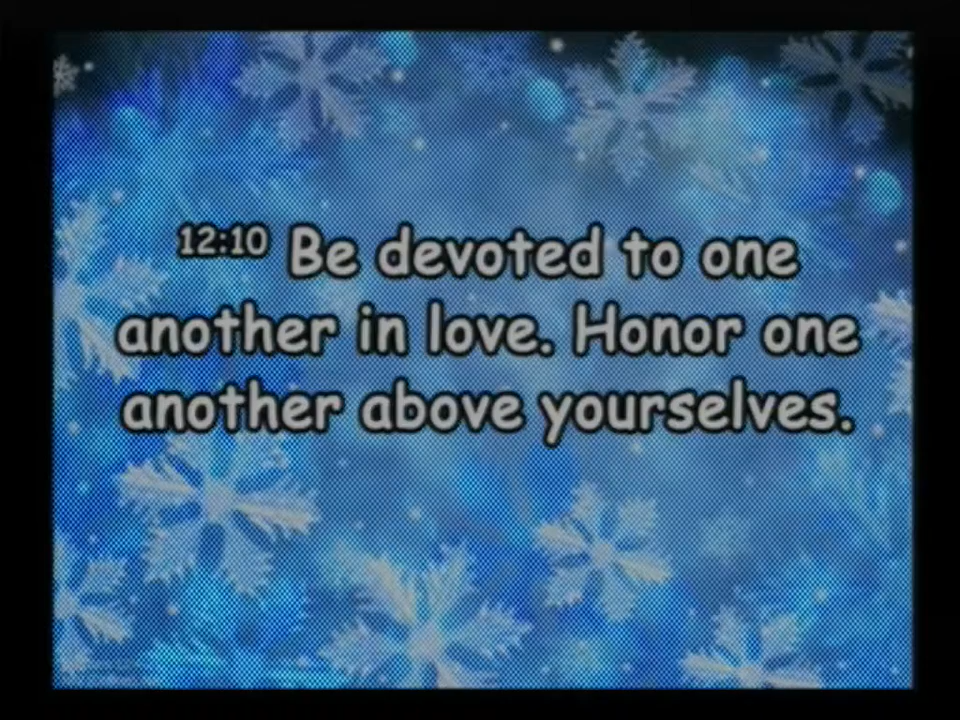 12:10 Be devoted to one
another in love. Honor one
another above yourselves.